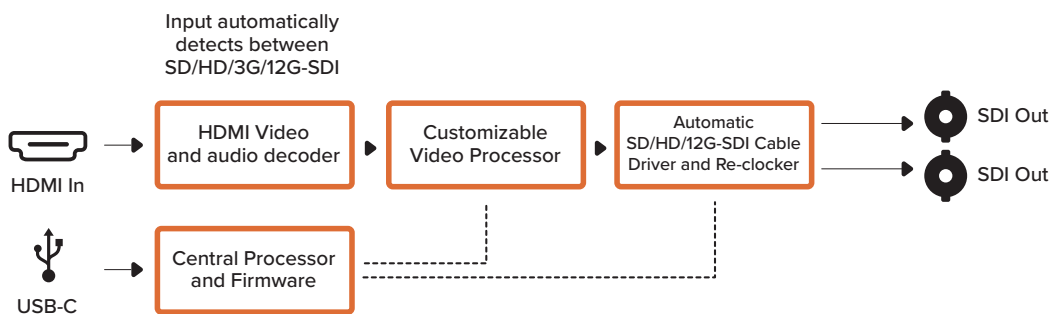 Input automatically
detects between
SD/HD/3G/12G-SDI
HDMI In
HDMI Video
and audio decoder
Customizable
Video Processor
Automatic
SD/HD/12G-SDI Cable
Driver and Re-clocker
SDI Out
SDI Out
USB-C
Central Processor
and Firmware